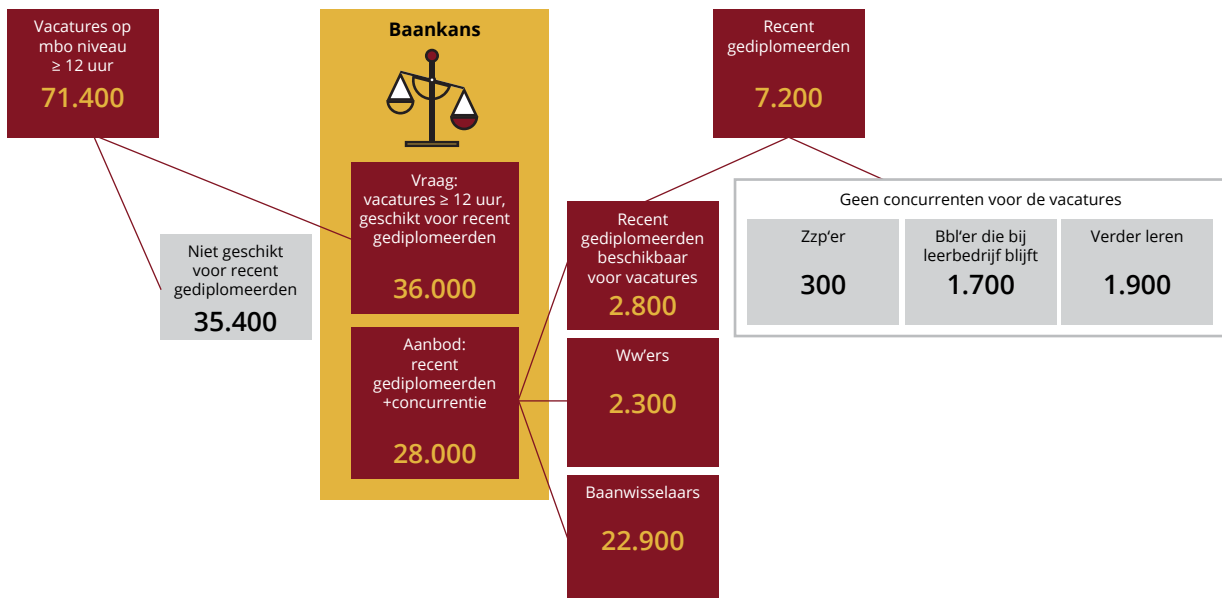 Vacatures op
mbo niveau
≥ 12 uur
71.400
Niet geschikt
voor recent
gediplomeerden
35.400
Baankans
Vraag:
vacatures ≥ 12 uur,
geschikt voor recent
gediplomeerden
36.000
Aanbod:
recent
gediplomeerden
+concurrentie
28.000
Recent
gediplomeerden
7.200
Recent
gediplomeerden
beschikbaar
voor vacatures
2.800
Ww'ers
2.300
Baanwisselaars
22.900
Geen concurrenten voor de vacatures
Zzp'er
300
Bbl'er die bij
leerbedrijf blijft
1.700
Verder leren
1.900